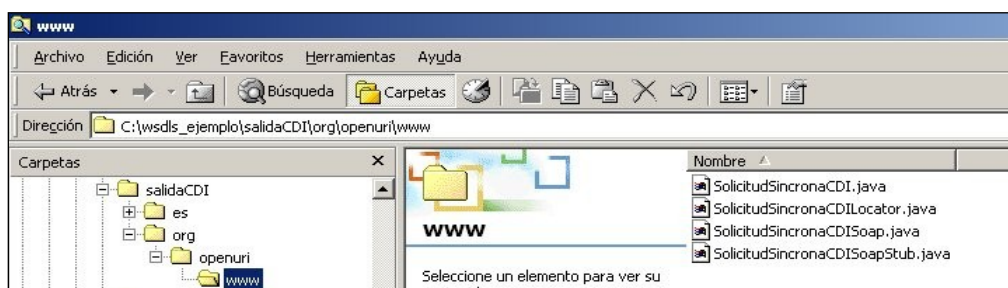 www
Archivo Edición Ver Favoritos Herramientas Ayuda
Atrás Búsqueda Carpetas
Dirección C:\wsdls_ejemplo\salidaCDI\org\openuri\www
Carpetas
salidaCDI
es
org
openuri
www
www
Seleccione un elemento para ver su
Nombre
SolicitudSincronaCDI.java
SolicitudSincronaCDILocator.java
SolicitudSincronaCDISoap.java
SolicitudSincronaCDISoapStub.java